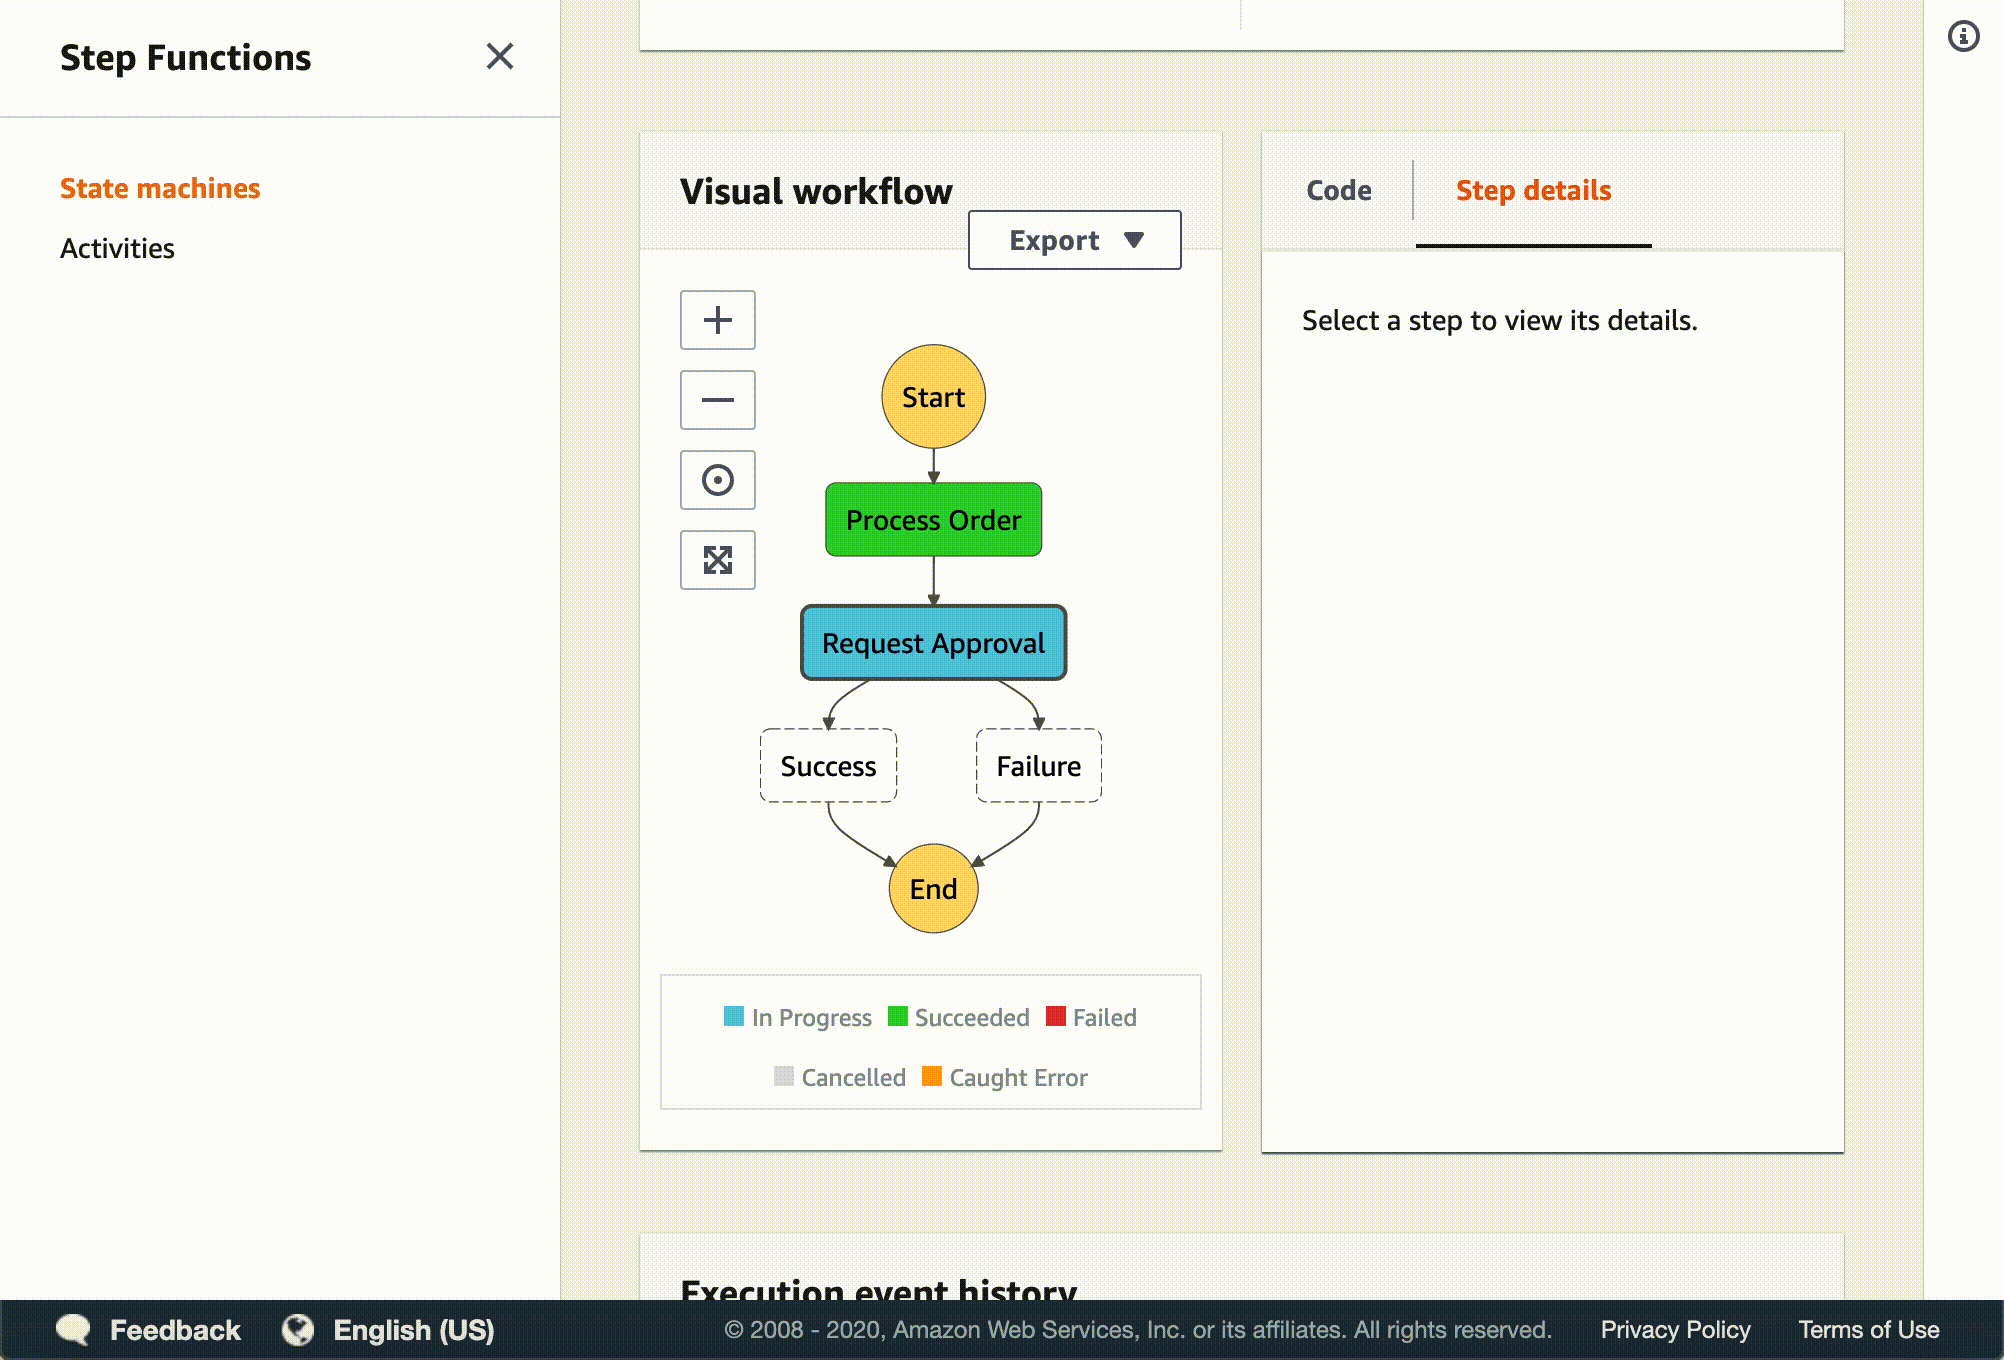 Step Functions
State machines
Activities
Visual workflow
Export
Start
Process Order
Request Approval
Success
Failure
End
In Progress
Succeeded
Failed
Cancelled
Caught Error
Code
Step details
Select a step to view its details.
Execution event history
Feedback
English (US)
© 2008 - 2020, Amazon Web Services, Inc. or its affiliates. All rights reserved.
Privacy Policy
Terms of Use